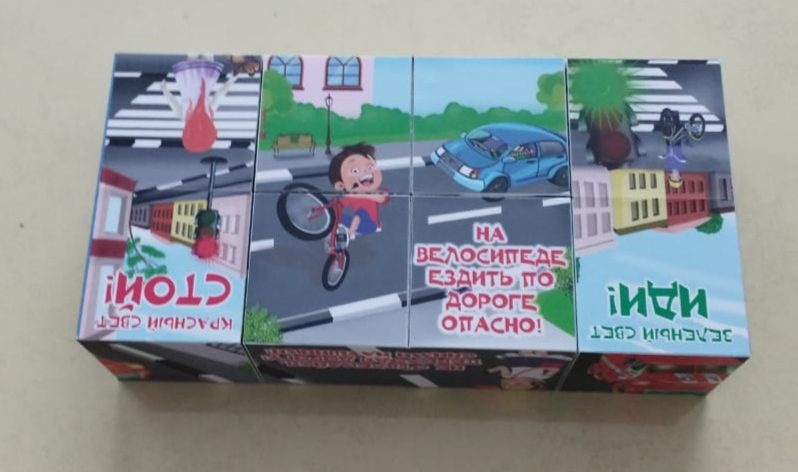 КРАСНЫЙ СВЕТ
СТОЙ!
НА
ВЕЛОСИПЕДЕ
ЕЗДИТЬ ПО
ДОРОГЕ
ОПАСНО!
ЗЕЛЕНЫЙ СВЕТ
ИДИ!